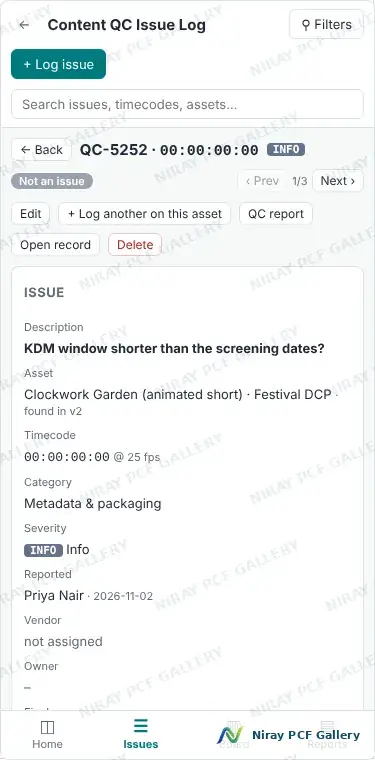 ← Content QC Issue Log
Filters
+ Log issue
Search issues, timecodes, assets...
← Back QC-5252 · 00:00:00:00 INFO
Not an issue
‹ Prev 1/3 Next ›
Edit + Log another on this asset QC report
Open record Delete
ISSUE
Description
KDM window shorter than the screening dates?
Asset
Clockwork Garden (animated short) · Festival DCP ·
found in v2
Timecode
00:00:00:00 @ 25 fps
Category
Metadata & packaging
Severity
INFO Info
Reported
Priya Nair · 2026-11-02
Vendor
not assigned
Owner
–
Home Issues Reports
Niray PCF Gallery
NIRAY PCF GALLERY